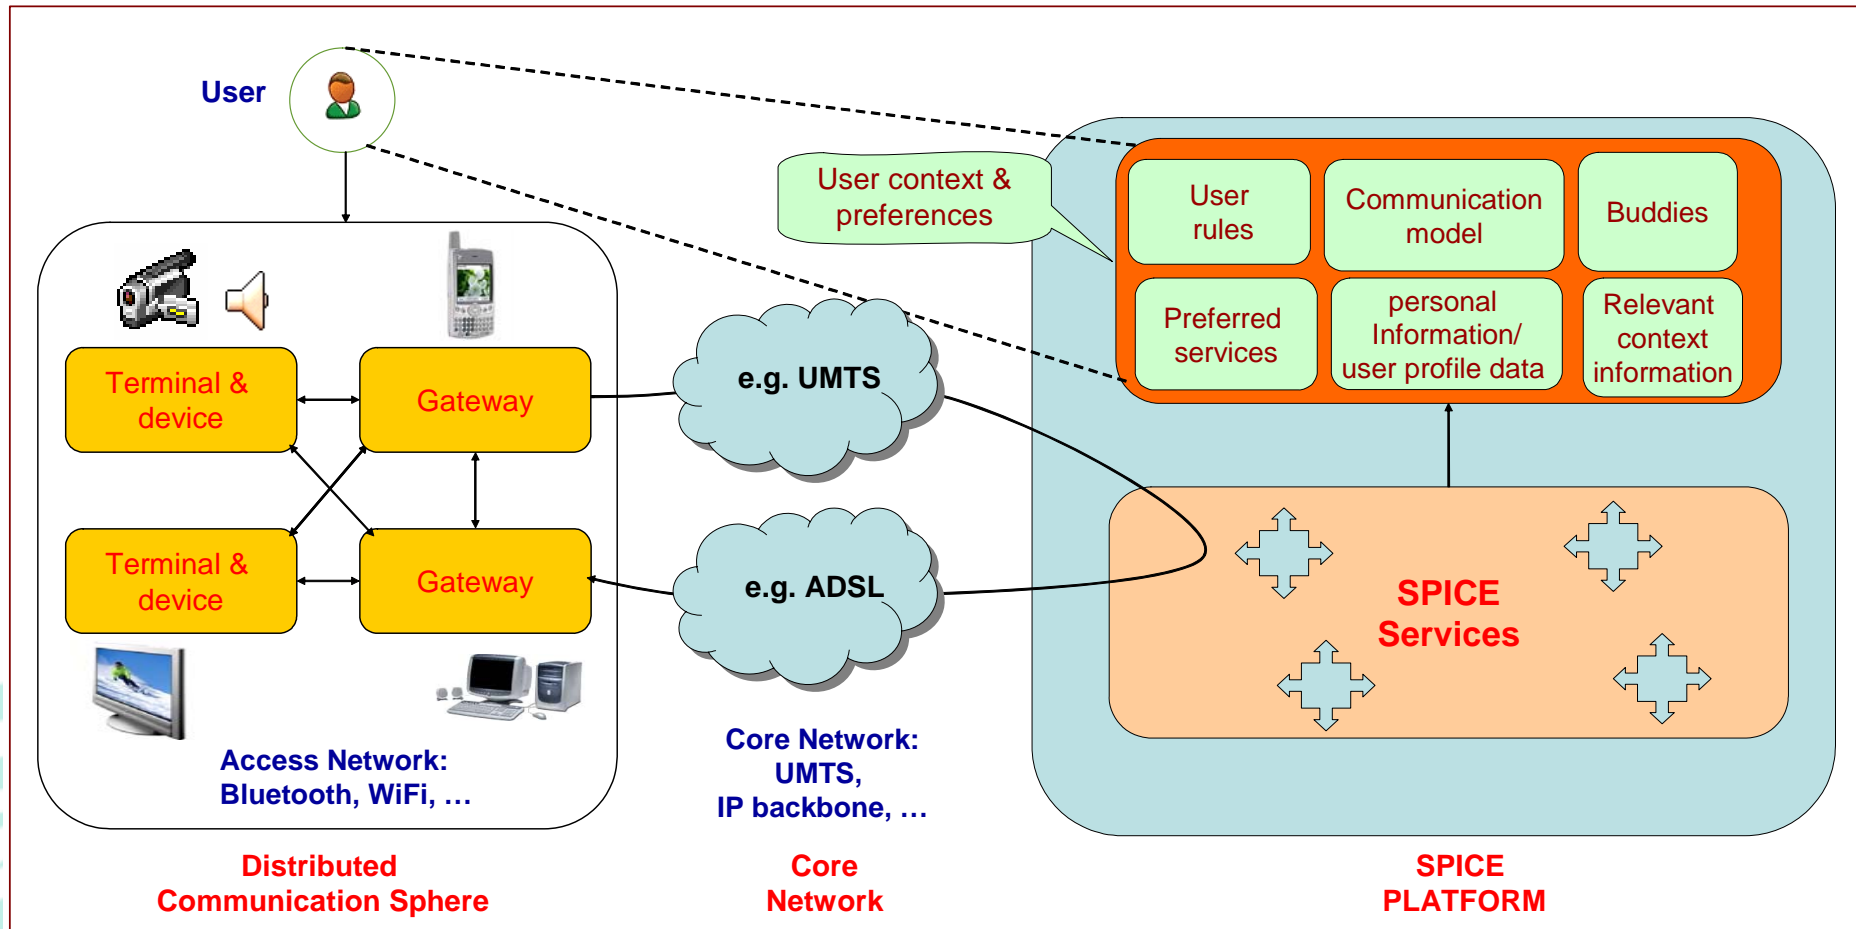 User
User context &
preferences
User
rules
Communication
model
Buddies
Preferred
services
personal
Information/
user profile data
Relevant
context
information
Terminal &
device
Gateway
e.g. UMTS
Terminal &
device
Gateway
e.g. ADSL
SPICE
Services
Access Network:
Bluetooth, WiFi, …
Core Network:
UMTS,
IP backbone, …
Distributed
Communication Sphere
Core
Network
SPICE
PLATFORM